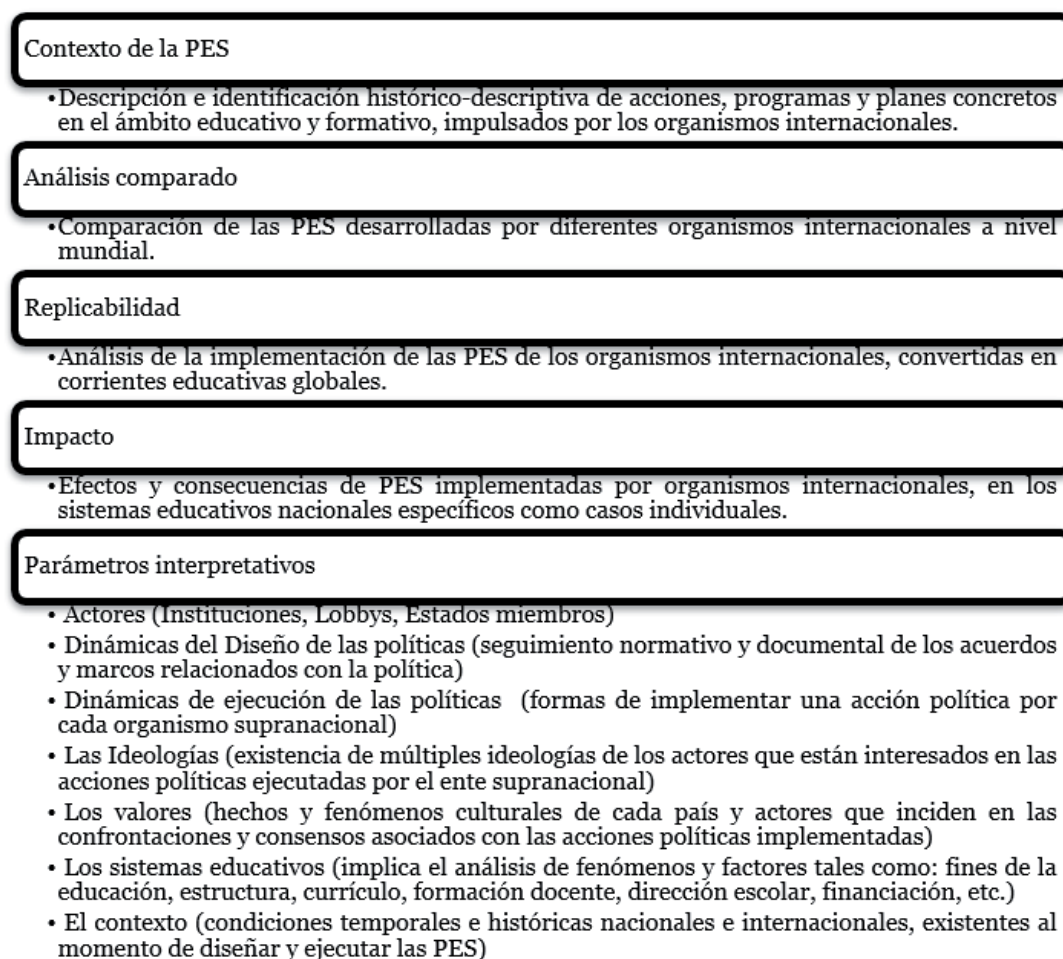 Contexto de la PES
•Descripción e identificación histórico-descriptiva de acciones, programas y planes concretos
en el ámbito educativo y formativo, impulsados por los organismos internacionales.
Análisis comparado
•Comparación de las PES desarrolladas por diferentes organismos internacionales a nivel
mundial.
Replicabilidad
•Análisis de la implementación de las PES de los organismos internacionales, convertidas en
corrientes educativas globales.
Impacto
•Efectos y consecuencias de PES implementadas por organismos internacionales, en los
sistemas educativos nacionales específicos como casos individuales.
Parámetros interpretativos
• Actores (Instituciones, Lobbys, Estados miembros)
• Dinámicas del Diseño de las políticas (seguimiento normativo y documental de los acuerdos
y marcos relacionados con la política)
• Dinámicas de ejecución de las políticas (formas de implementar una acción política por
cada organismo supranacional)
• Las Ideologías (existencia de múltiples ideologías de los actores que están interesados en las
acciones políticas ejecutadas por el ente supranacional)
• Los valores (hechos y fenómenos culturales de cada país y actores que inciden en las
confrontaciones y consensos asociados con las acciones políticas implementadas)
• Los sistemas educativos (implica el análisis de fenómenos y factores tales como: fines de la
educación, estructura, currículo, formación docente, dirección escolar, financiación, etc.)
• El contexto (condiciones temporales e históricas nacionales e internacionales, existentes al
momento de diseñar y ejecutar las PES)